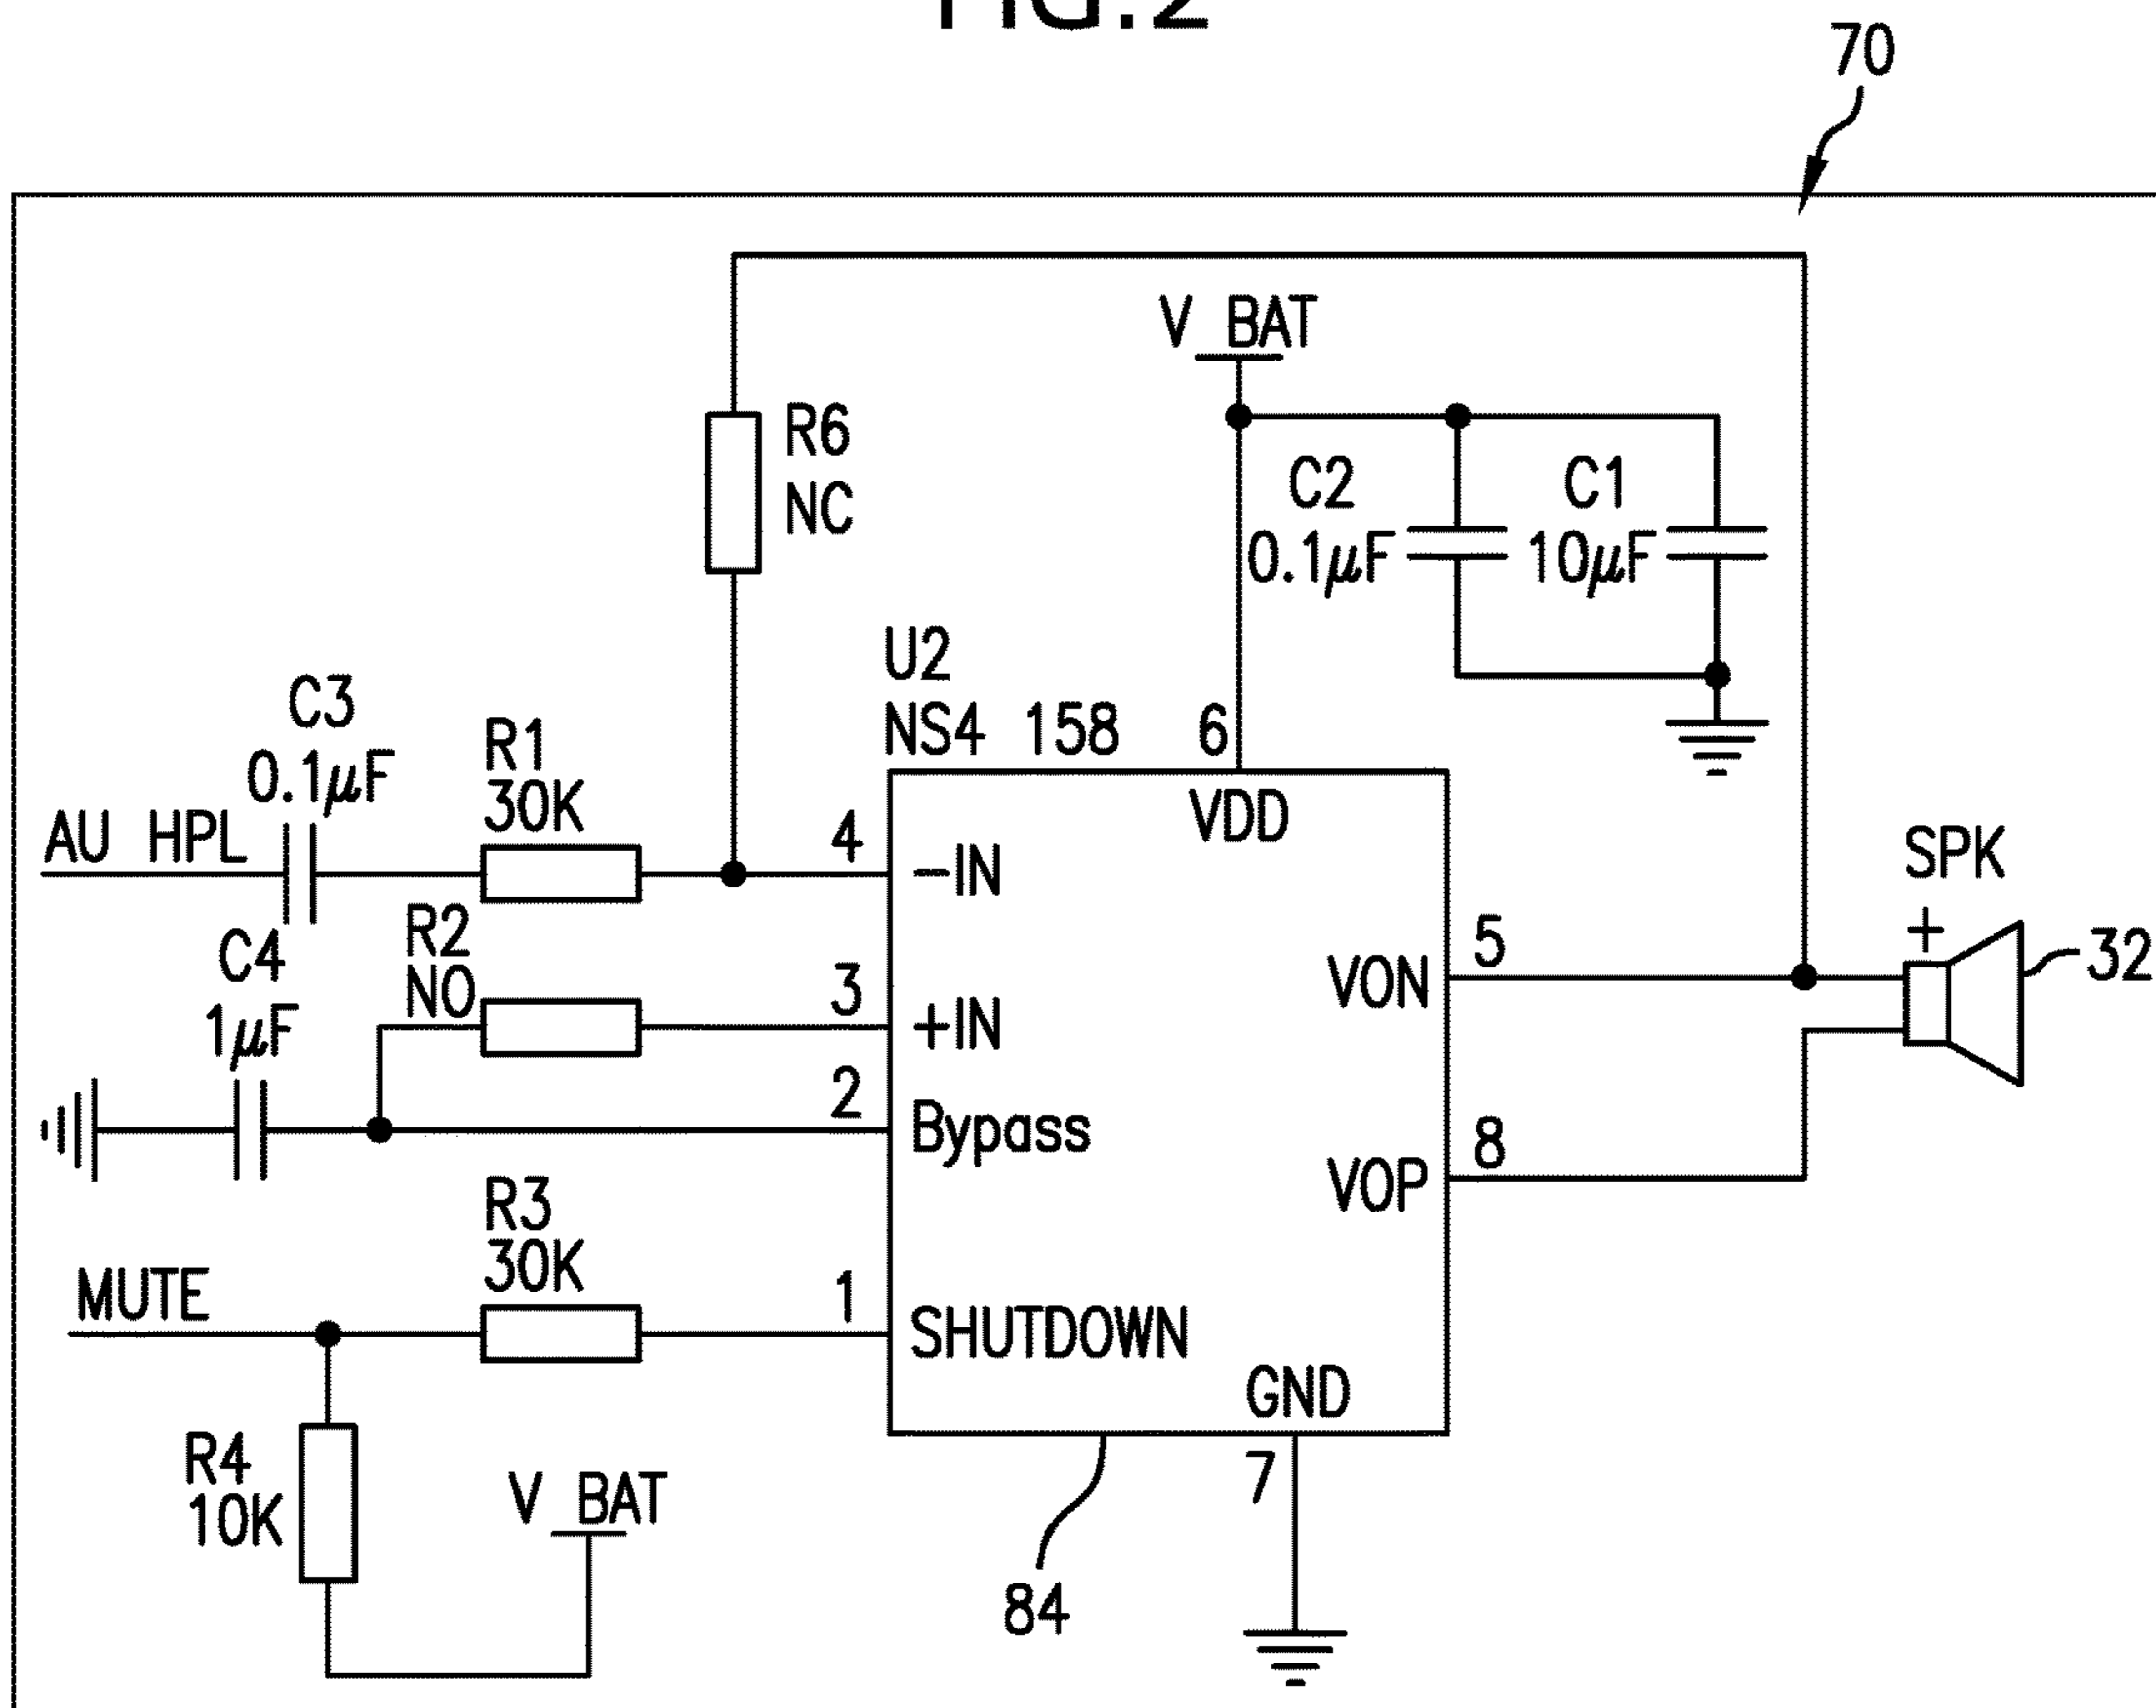 FIG.2
70
V_BAT
R6
NC
C2
0.1µF
C1
10µF
U2
NS4 158
6
VDD
C3
0.1µF
R1
30K
AU HPL
4
-IN
SPK
+
32
R2
NO
C4
1µF
3
+IN
5
VON
2
Bypass
8
VOP
R3
30K
MUTE
1
SHUTDOWN
GND
7
R4
10K
V_BAT
84